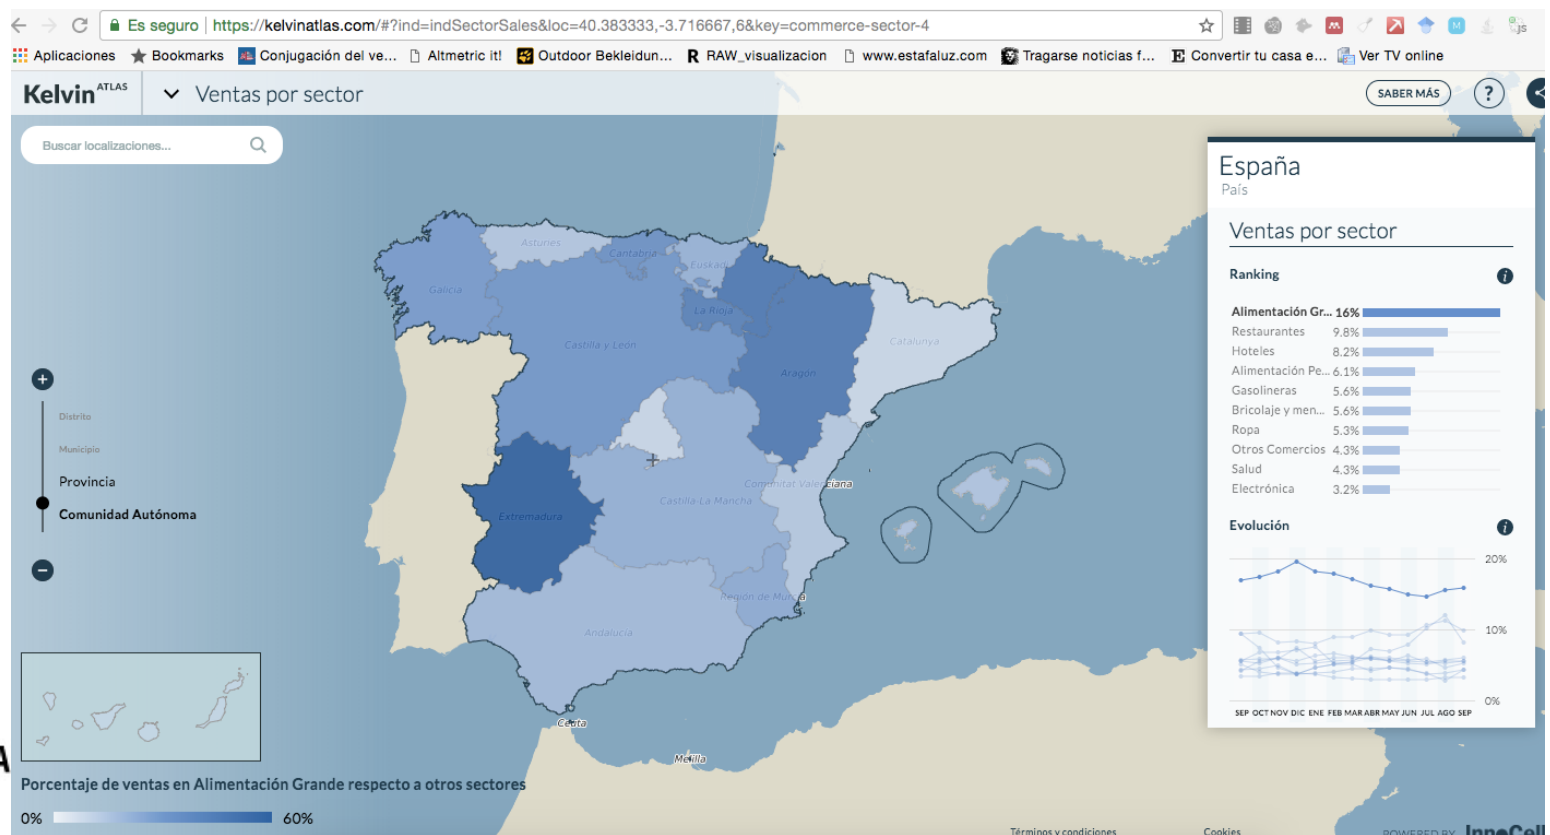 Es seguro | https://kelvinatlas.com/#?ind=indSectorSales&loc=40.383333,-3.716667,6&key=commerce-sector-4
Aplicaciones Bookmarks Conjugación del ve... Altmetric it! Outdoor Bekleidun... RAW_visualizacion www.estafaluz.com Tragarse noticias f... Convertir tu casa e... Ver TV online
Kelvin ATLAS Ventas por sector SABER MÁS ?
Buscar localizaciones...
España
País
Ventas por sector
Ranking
Alimentación Gr... 16%
Restaurantes 9.8%
Hoteles 8.2%
Alimentación Pe... 6.1%
Gasolineras 5.6%
Bricolaje y men... 5.6%
Ropa 5.3%
Otros Comercios 4.3%
Salud 4.3%
Electrónica 3.2%
Evolución
20%
10%
0%
SEP OCT NOV DIC ENE FEB MAR ABR MAY JUN JUL AGO SEP
Asturies
Cantabria
Euskadi
Galicia
La Rioja
Castilla y León
Catalunya
Aragón
Comunitat Valenciana
Castilla-La Mancha
Extremadura
Región de Murcia
Andalucía
Ceuta
Melilla
Distrito
Municipio
Provincia
Comunidad Autónoma
A
Porcentaje de ventas en Alimentación Grande respecto a otros sectores
0% 60%
Términos y condiciones Cookies POWERED BY InnoCell